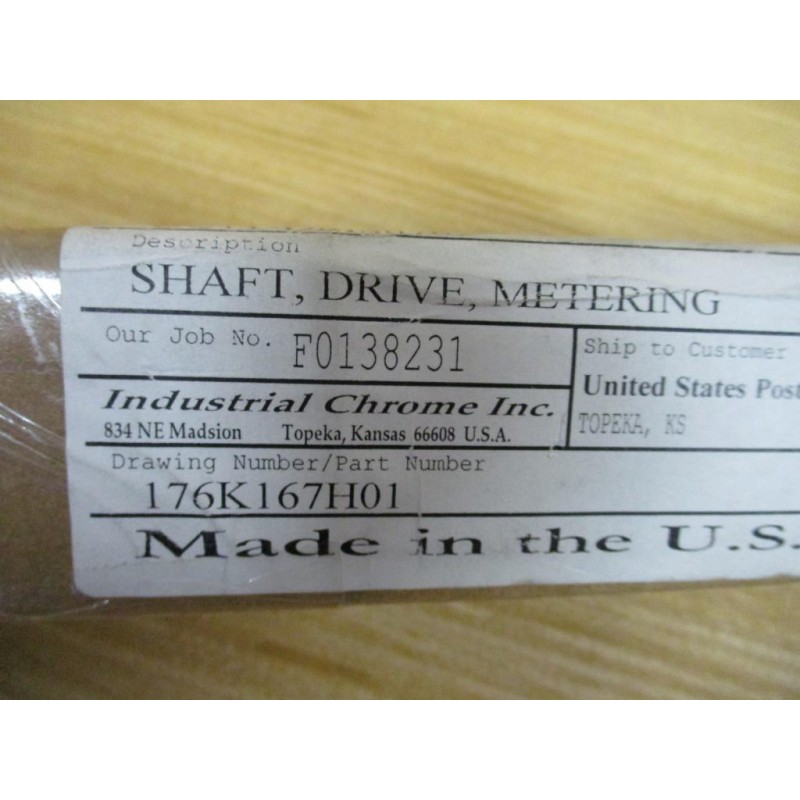 Description
SHAFT, DRIVE, METERING
Our Job No. F0138231
Ship to Customer
United States Post
TOPEKA, KS
Industrial Chrome Inc.
834 NE Madsion Topeka, Kansas 66608 U.S.A.
Drawing Number/Part Number
176K167H01
Made in the U.S.